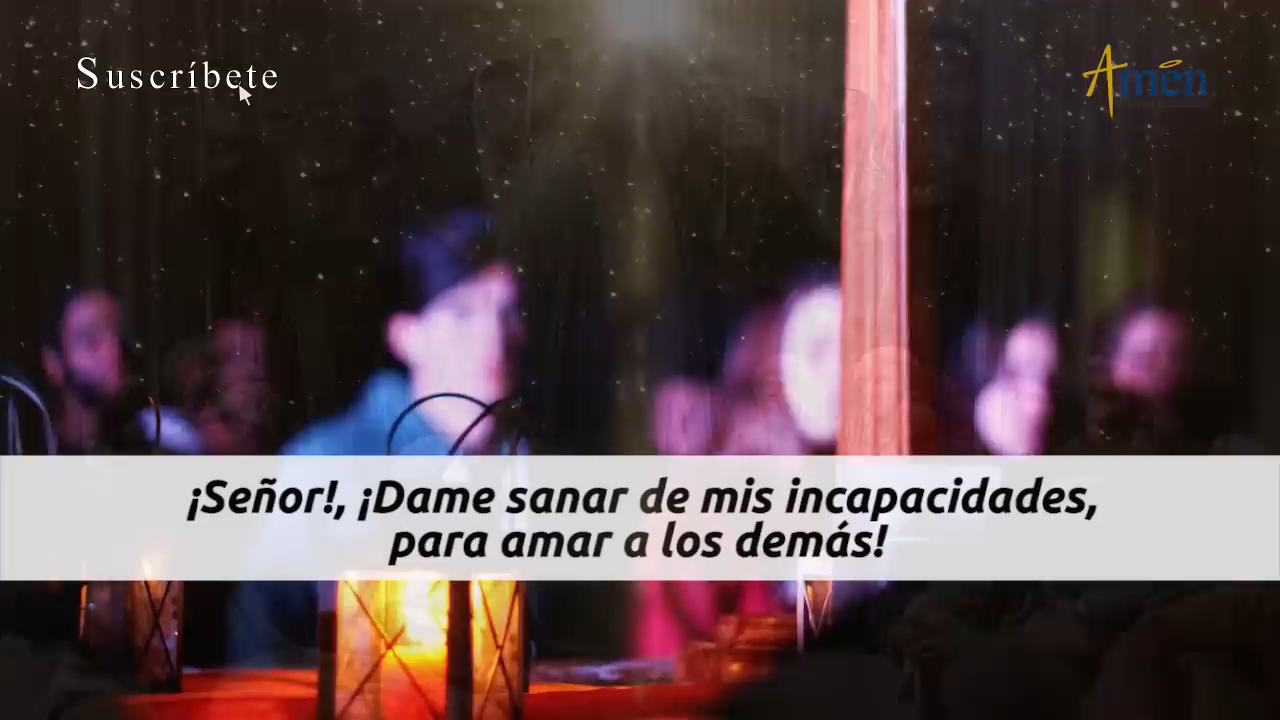 Suscríbete
Amén
¡Señor!, ¡Dame sanar de mis incapacidades,
para amar a los demás!